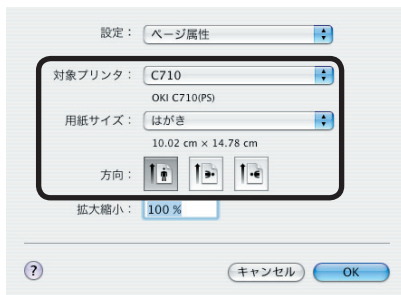 設定： ページ属性
対象プリンタ： C710
OKI C710(PS)
用紙サイズ： はがき
10.02 cm × 14.78 cm
方向：
拡大縮小： 100 %
? キャンセル OK